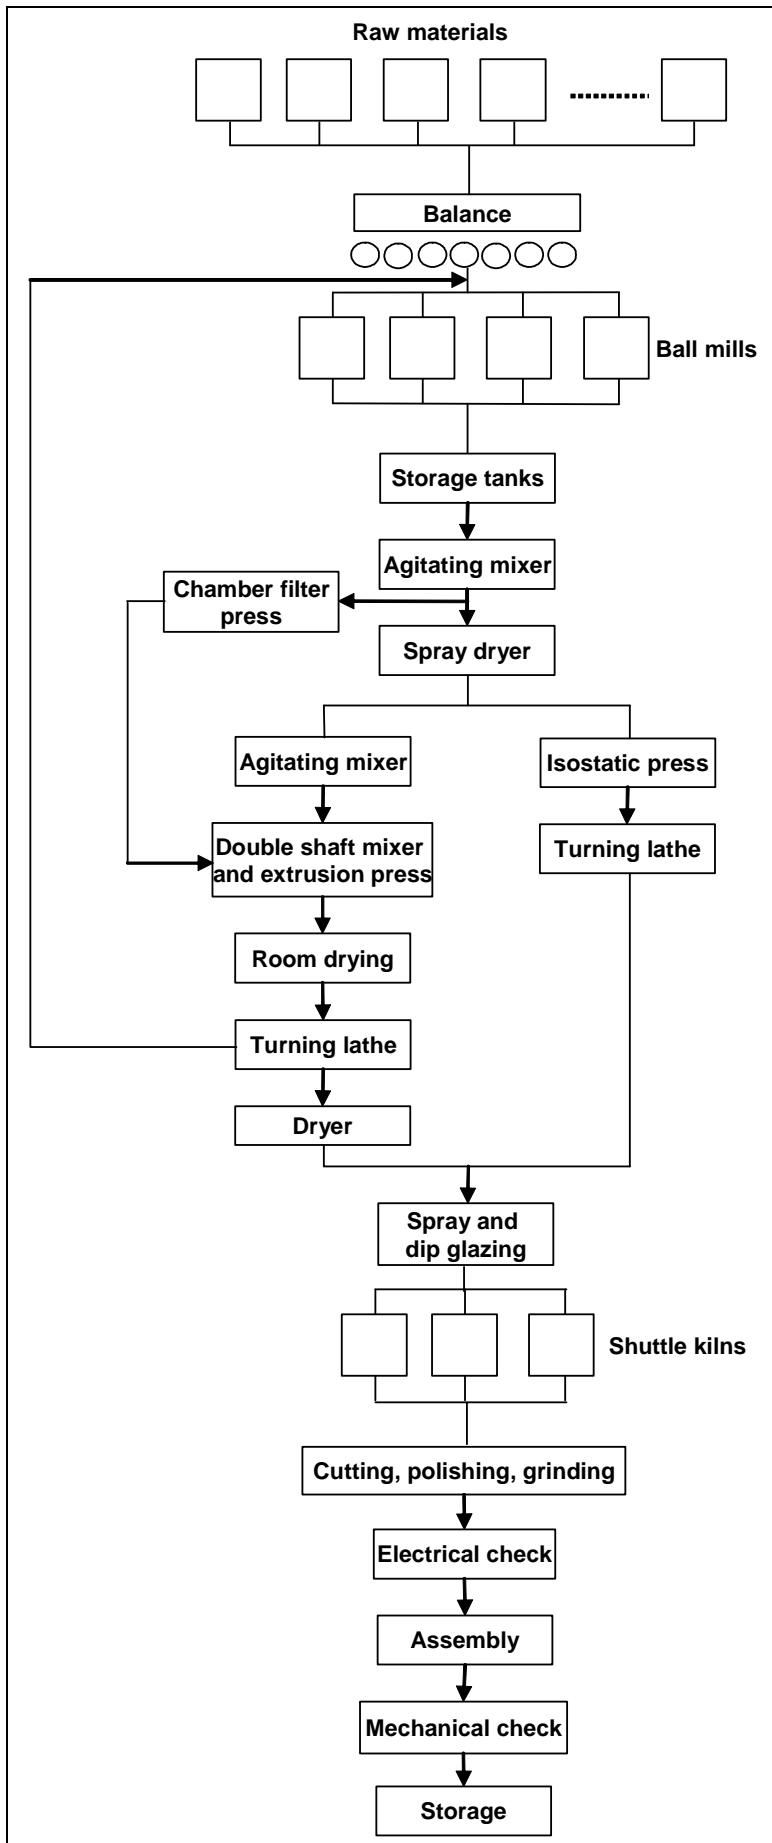 Raw materials
Balance
Ball mills
Storage tanks
Agitating mixer
Chamber filter
press
Spray dryer
Agitating mixer
Isostatic press
Double shaft mixer
and extrusion press
Turning lathe
Room drying
Turning lathe
Dryer
Spray and
dip glazing
Shuttle kilns
Cutting, polishing, grinding
Electrical check
Assembly
Mechanical check
Storage